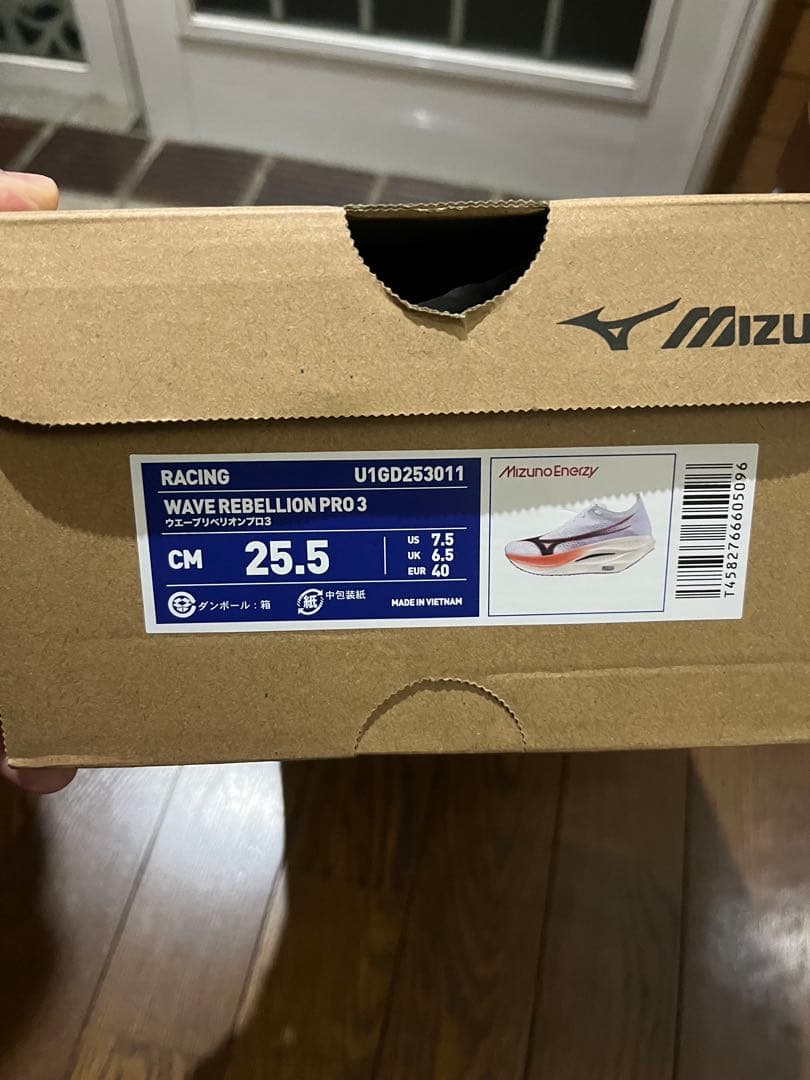 MIZU
RACING U1GD253011
WAVE REBELLION PRO 3
ウエーブリベリオンプロ3
CM 25.5
US 7.5
UK 6.5
EUR 40
ダンボール：箱
紙 中包装紙
MADE IN VIETNAM
MizunoEnerzy
T4582766605096